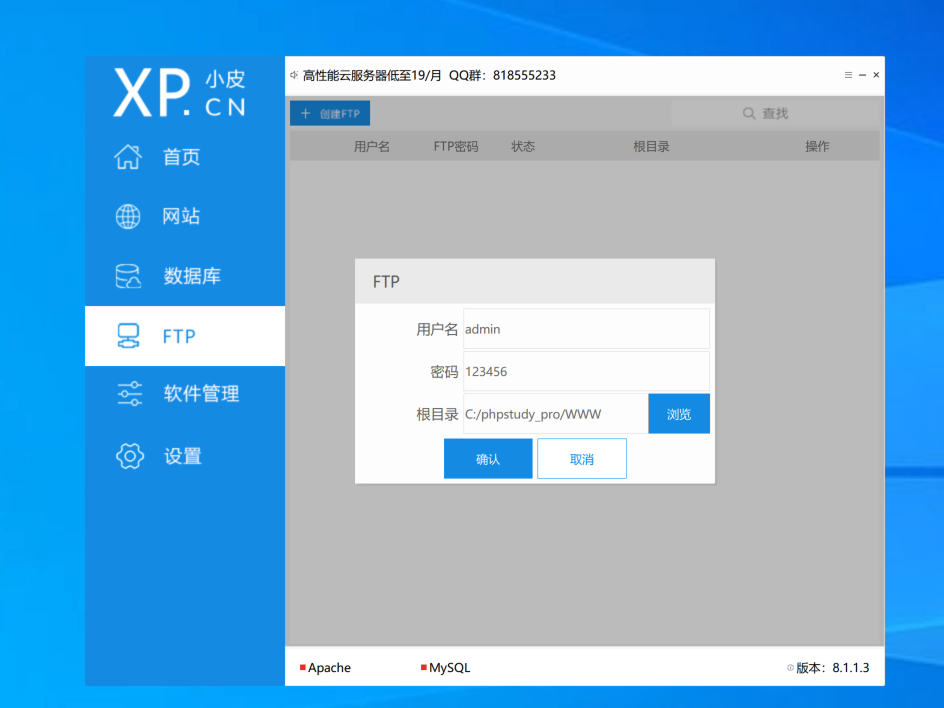 XP.CN 小皮
首页
网站
数据库
FTP
软件管理
设置
高性能云服务器低至19/月 QQ群：818555233
创建FTP
查找
用户名 FTP密码 状态 根目录 操作
FTP
用户名 admin
密码 123456
根目录 C:/phpstudy_pro/WWW 浏览
确认 取消
Apache MySQL 版本：8.1.1.3